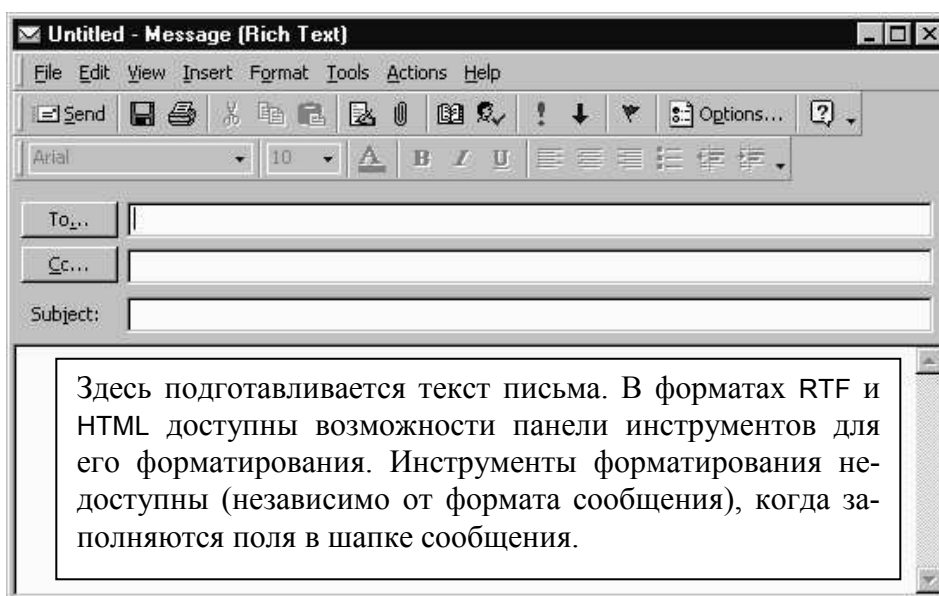 Untitled - Message (Rich Text)
File Edit View Insert Format Tools Actions Help
Send Options...
Arial 10 A B I U
To...
Cc...
Subject:
Здесь подготавливается текст письма. В форматах RTF и
HTML доступны возможности панели инструментов для
его форматирования. Инструменты форматирования не-
доступны (независимо от формата сообщения), когда за-
полняются поля в шапке сообщения.